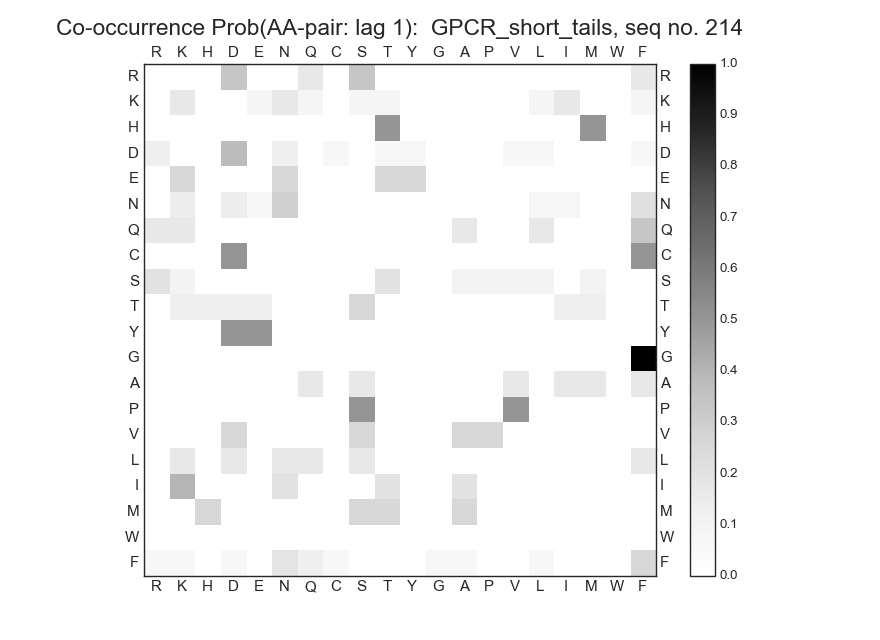 Co-occurrence Prob(AA-pair: lag 1):  GPCR_short_tails, seq no. 214
R K H D E N Q C S T Y G A P V L I M W F
R R 1.0
K K 0.9
H H
D D 0.8
E E
N N 0.7
Q Q 0.6
C C
S S 0.5
T T
Y Y 0.4
G G
A A 0.3
P P
V V 0.2
L L
I I 0.1
M M
W W
F F 0.0
R K H D E N Q C S T Y G A P V L I M W F